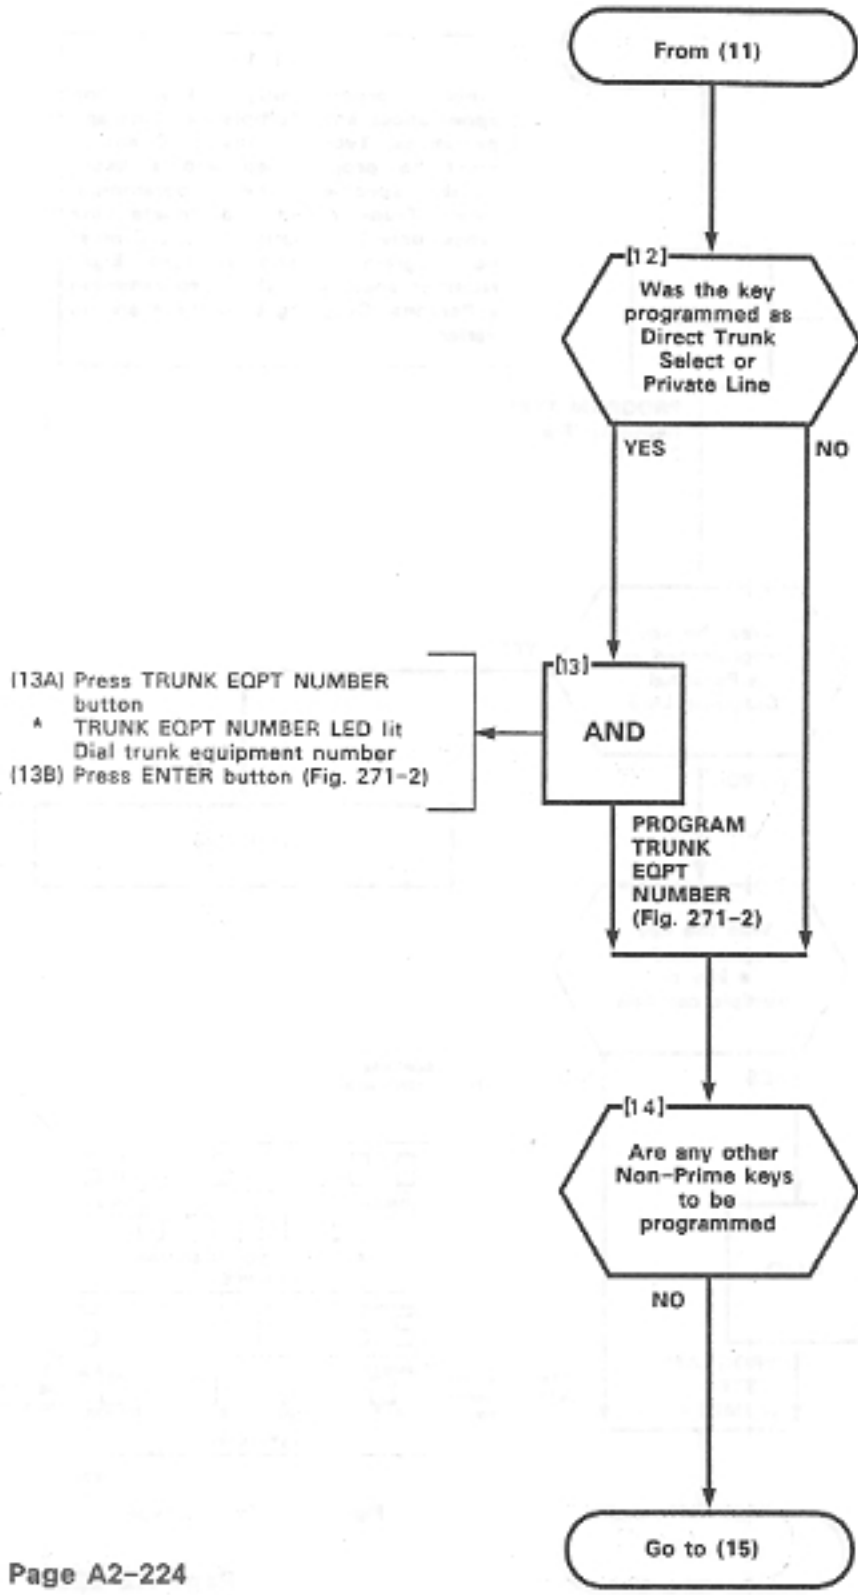 From (11)
[12]
Was the key
programmed as
Direct Trunk
Select or
Private Line
YES
NO
(13A) Press TRUNK EQPT NUMBER
button
* TRUNK EQPT NUMBER LED lit
Dial trunk equipment number
(13B) Press ENTER button (Fig. 271-2)
[13]
AND
PROGRAM
TRUNK
EQPT
NUMBER
(Fig. 271-2)
[14]
Are any other
Non-Prime keys
to be
programmed
NO
Go to (15)
Page A2-224